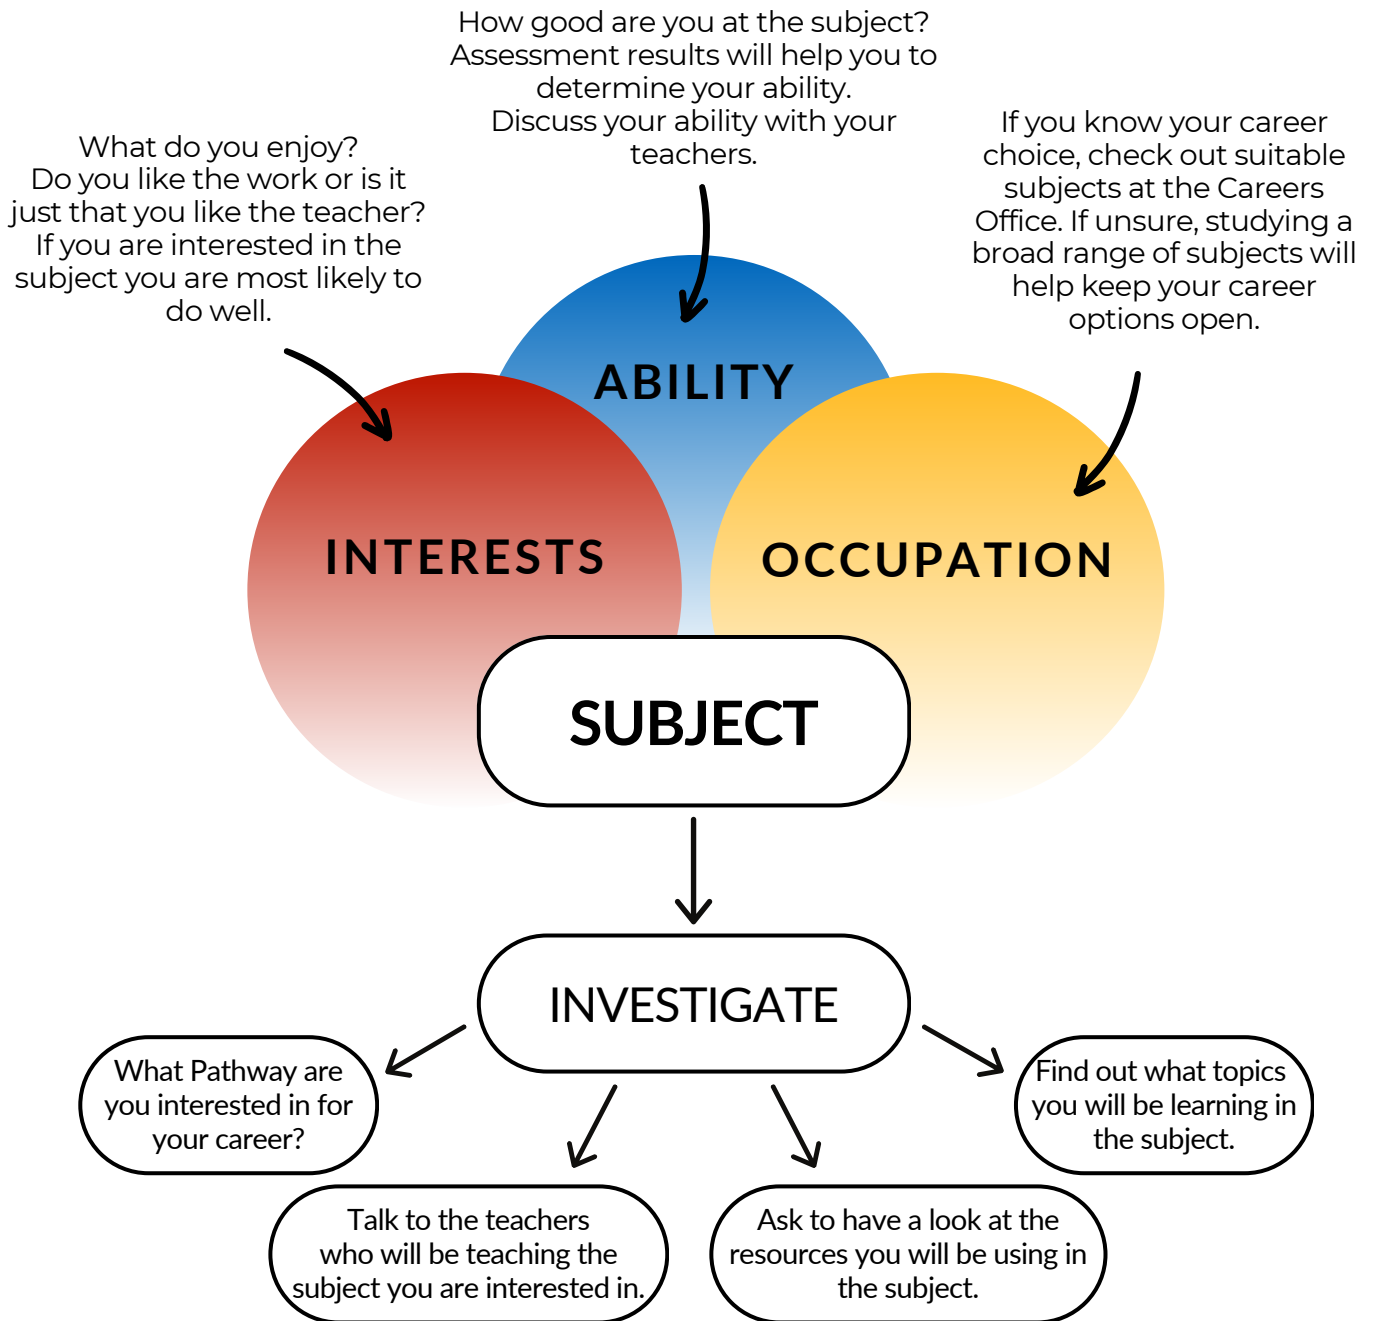 How good are you at the subject?
Assessment results will help you to
determine your ability.
Discuss your ability with your
teachers.
What do you enjoy?
Do you like the work or is it
just that you like the teacher?
If you are interested in the
subject you are most likely to
do well.
If you know your career
choice, check out suitable
subjects at the Careers
Office. If unsure, studying a
broad range of subjects will
help keep your career
options open.
ABILITY
INTERESTS
OCCUPATION
SUBJECT
INVESTIGATE
What Pathway are
you interested in for
your career?
Talk to the teachers
who will be teaching the
subject you are interested in.
Ask to have a look at the
resources you will be using in
the subject.
Find out what topics
you will be learning in
the subject.